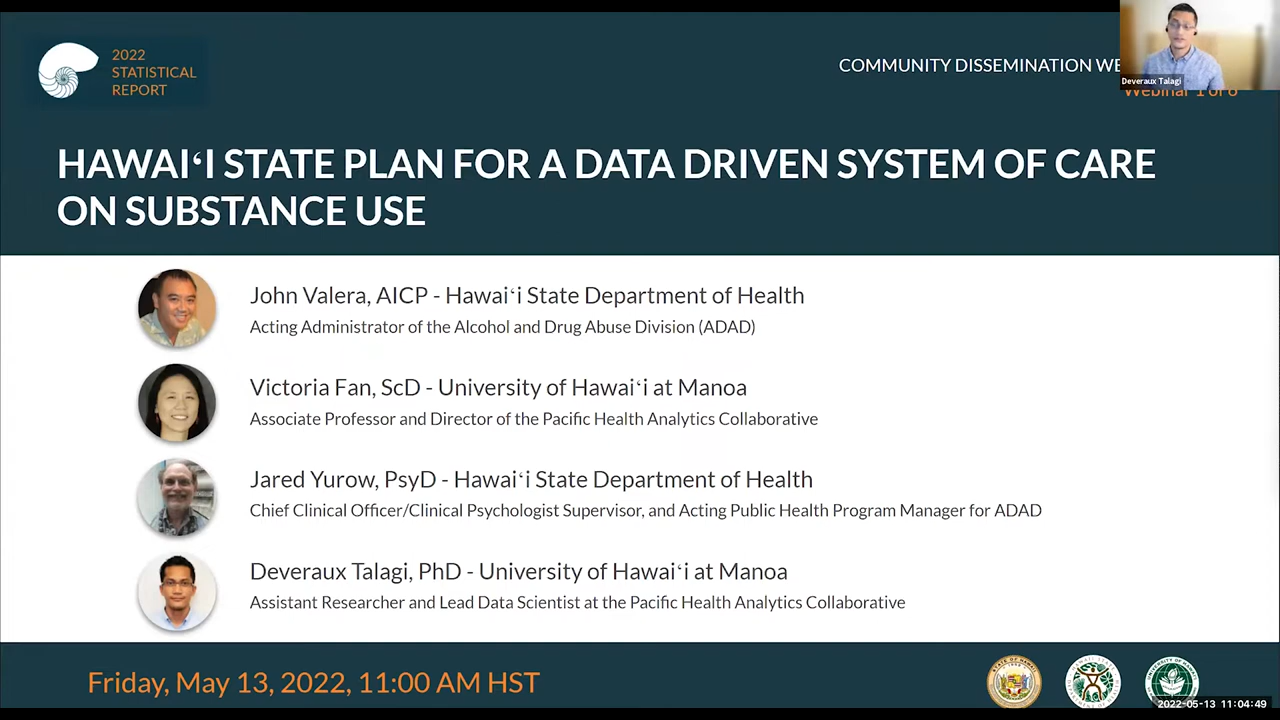 2022
STATISTICAL
REPORT
COMMUNITY DISSEMINATION WE
Deveraux Talagi
Webinar 1 of 6
HAWAIʻI STATE PLAN FOR A DATA DRIVEN SYSTEM OF CARE
ON SUBSTANCE USE
John Valera, AICP - Hawaiʻi State Department of Health
Acting Administrator of the Alcohol and Drug Abuse Division (ADAD)
Victoria Fan, ScD - University of Hawaiʻi at Manoa
Associate Professor and Director of the Pacific Health Analytics Collaborative
Jared Yurow, PsyD - Hawaiʻi State Department of Health
Chief Clinical Officer/Clinical Psychologist Supervisor, and Acting Public Health Program Manager for ADAD
Deveraux Talagi, PhD - University of Hawaiʻi at Manoa
Assistant Researcher and Lead Data Scientist at the Pacific Health Analytics Collaborative
Friday, May 13, 2022, 11:00 AM HST
2022-05-13 11:04:49